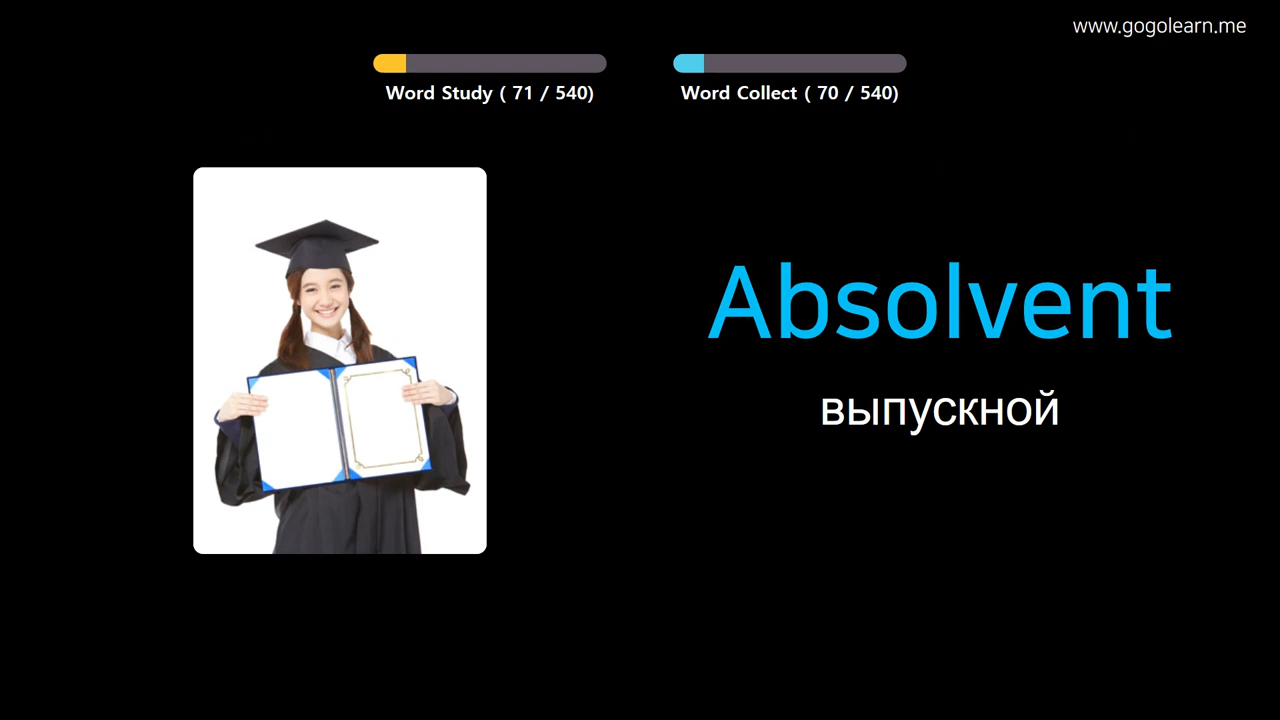 www.gogolearn.me
Word Study ( 71 / 540)
Word Collect ( 70 / 540)
Absolvent
выпускной